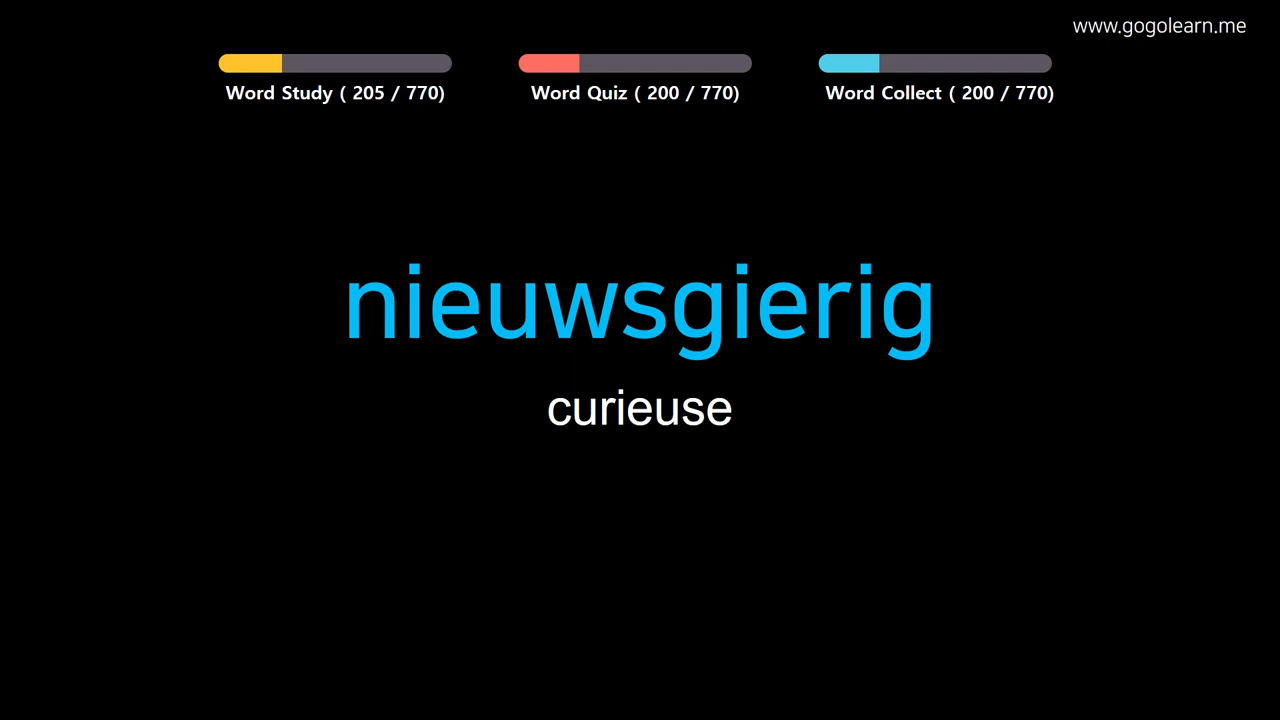 www.gogolearn.me
Word Study ( 205 / 770)
Word Quiz ( 200 / 770)
Word Collect ( 200 / 770)
nieuwsgierig
curieuse